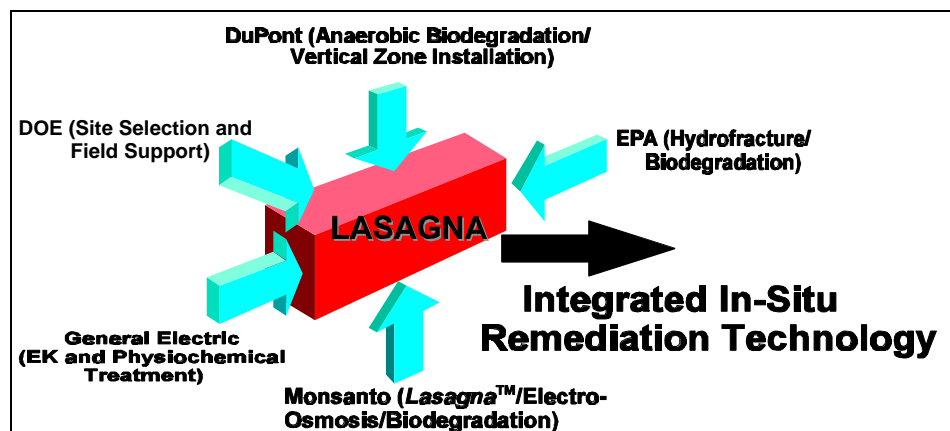 DuPont (Anaerobic Biodegradation/
Vertical Zone Installation)
DOE (Site Selection and
Field Support)
EPA (Hydrofracture/
Biodegradation)
LASAGNA
Integrated In-Situ
Remediation Technology
General Electric
(EK and Physiochemical
Treatment)
Monsanto (Lasagna™/Electro-
Osmosis/Biodegradation)